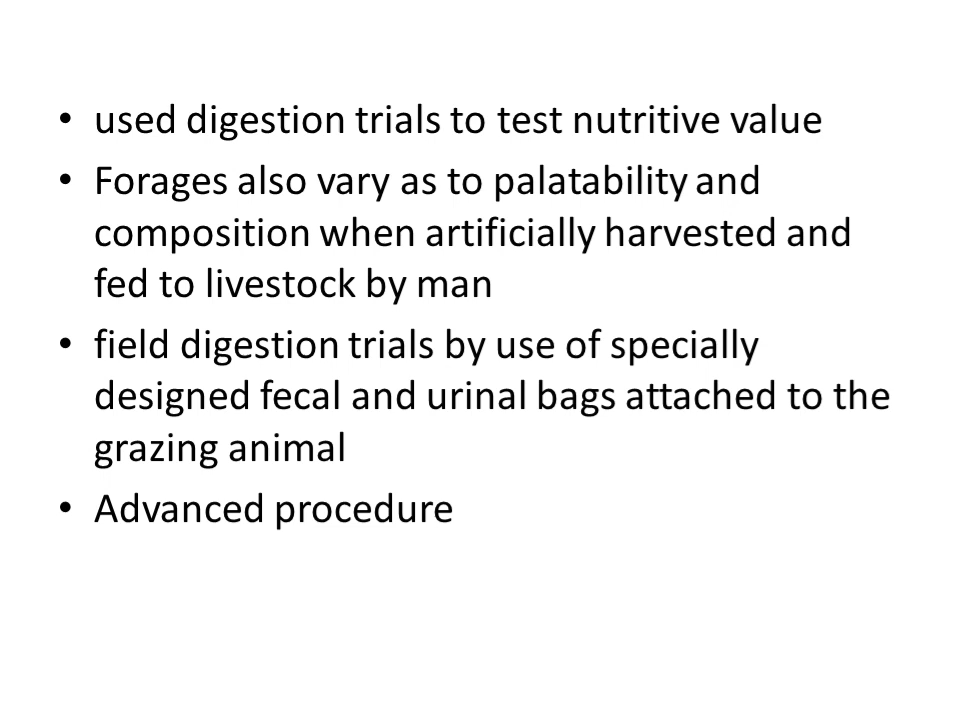 • used digestion trials to test nutritive value
• Forages also vary as to palatability and
composition when artificially harvested and
fed to livestock by man
• field digestion trials by use of specially
designed fecal and urinal bags attached to the
grazing animal
• Advanced procedure